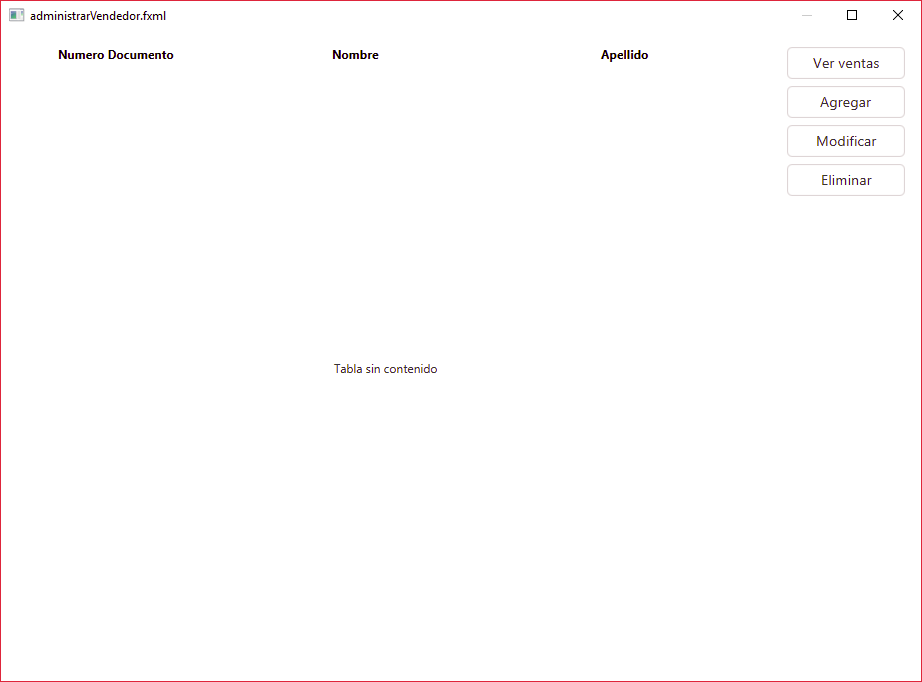 administrarVendedor.fxml
Numero Documento Nombre Apellido
Ver ventas
Agregar
Modificar
Eliminar
Tabla sin contenido